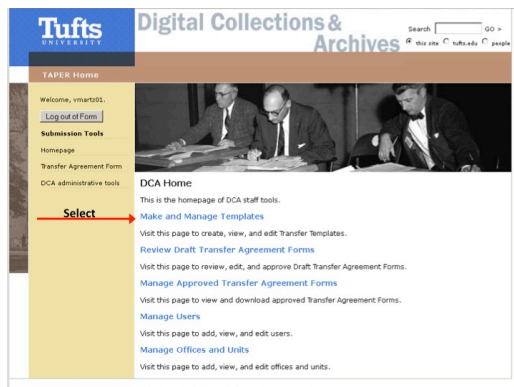 Tufts
UNIVERSITY
Digital Collections &
Archives
Search GO >
this site tufts.edu people
TAPER Home
Welcome, vmartz01.
Log out of Form
Submission Tools
Homepage
Transfer Agreement Form
DCA administrative tools
Select
DCA Home
This is the homepage of DCA staff tools.
Make and Manage Templates
Visit this page to create, view, and edit Transfer Templates.
Review Draft Transfer Agreement Forms
Visit this page to review, edit, and approve Draft Transfer Agreement Forms.
Manage Approved Transfer Agreement Forms
Visit this page to view and download approved Transfer Agreement Forms.
Manage Users
Visit this page to add, view, and edit users.
Manage Offices and Units
Visit this page to add, view, and edit offices and units.